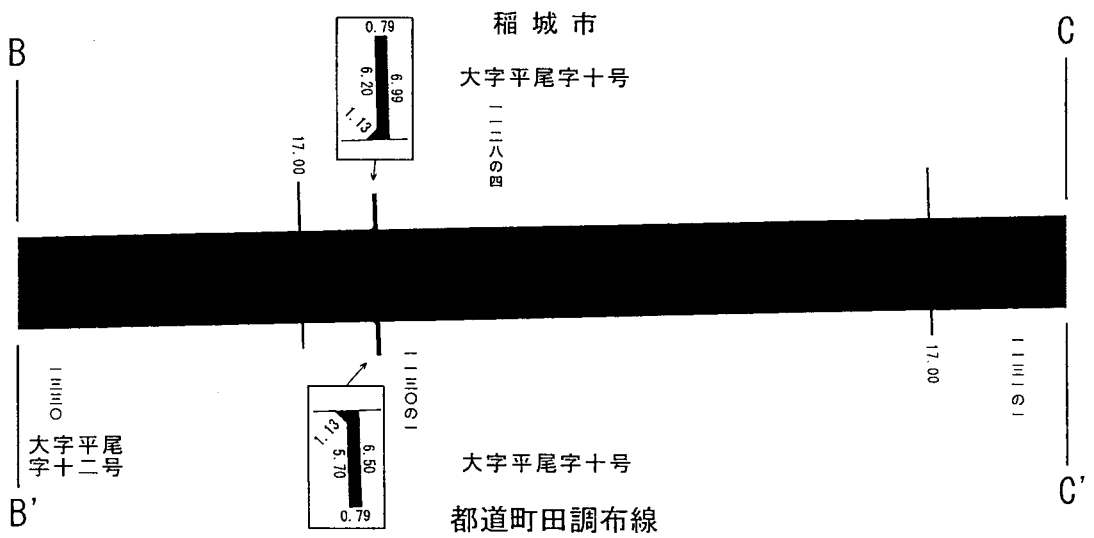 稲城市
大字平尾字十号
一一二八の四
B
C
0.79
6.20
6.99
1.13
17.00
17.00
一一三一の一
一一三〇の一
一三三〇
大字平尾
字十二号
1.13
5.70
6.50
0.79
大字平尾字十号
都道町田調布線
B'
C'